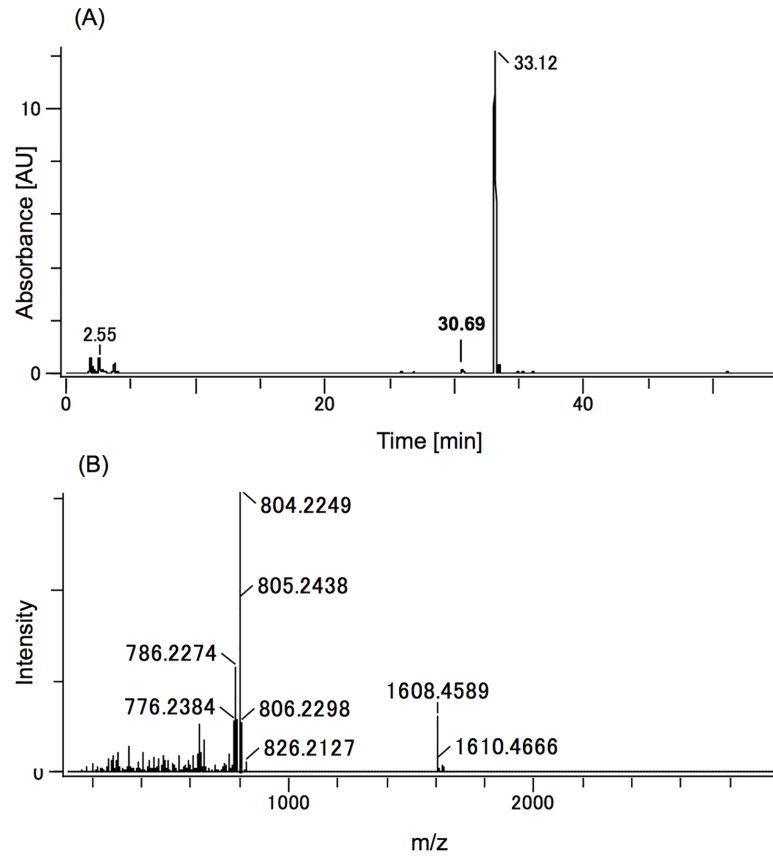 (A)
33.12
10
Absorbance [AU]
30.69
2.55
0
0 20 40
Time [min]
(B)
804.2249
805.2438
Intensity
786.2274
1608.4589
776.2384 806.2298
1610.4666
826.2127
0
1000 2000
m/z